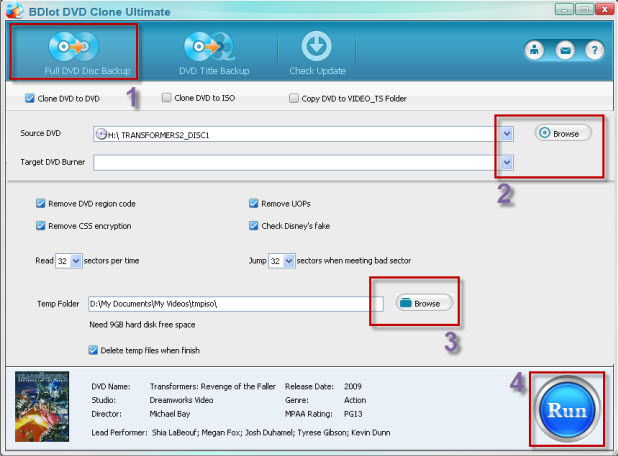 BDlot DVD Clone Ultimate
Full DVD Disc Backup
DVD Title Backup
Check Update
?
1
Clone DVD to DVD
Clone DVD to ISO
Copy DVD to VIDEO_TS Folder
Source DVD
H:\ TRANSFORMERS2_DISC1
Browse
Target DVD Burner
2
Remove DVD region code
Remove UOPs
Remove CSS encryption
Check Disney's fake
Read 32 sectors per time
Jump 32 sectors when meeting bad sector
Temp Folder D:\My Documents\My Videos\tmpiso\
Browse
Need 9GB hard disk free space
3
Delete temp files when finish
4
DVD Name: Transformers: Revenge of the Faller Release Date: 2009
Studio: Dreamworks Video Genre: Action
Director: Michael Bay MPAA Rating: PG13
Lead Performer: Shia LaBeouf; Megan Fox; Josh Duhamel; Tyrese Gibson; Kevin Dunn
Run